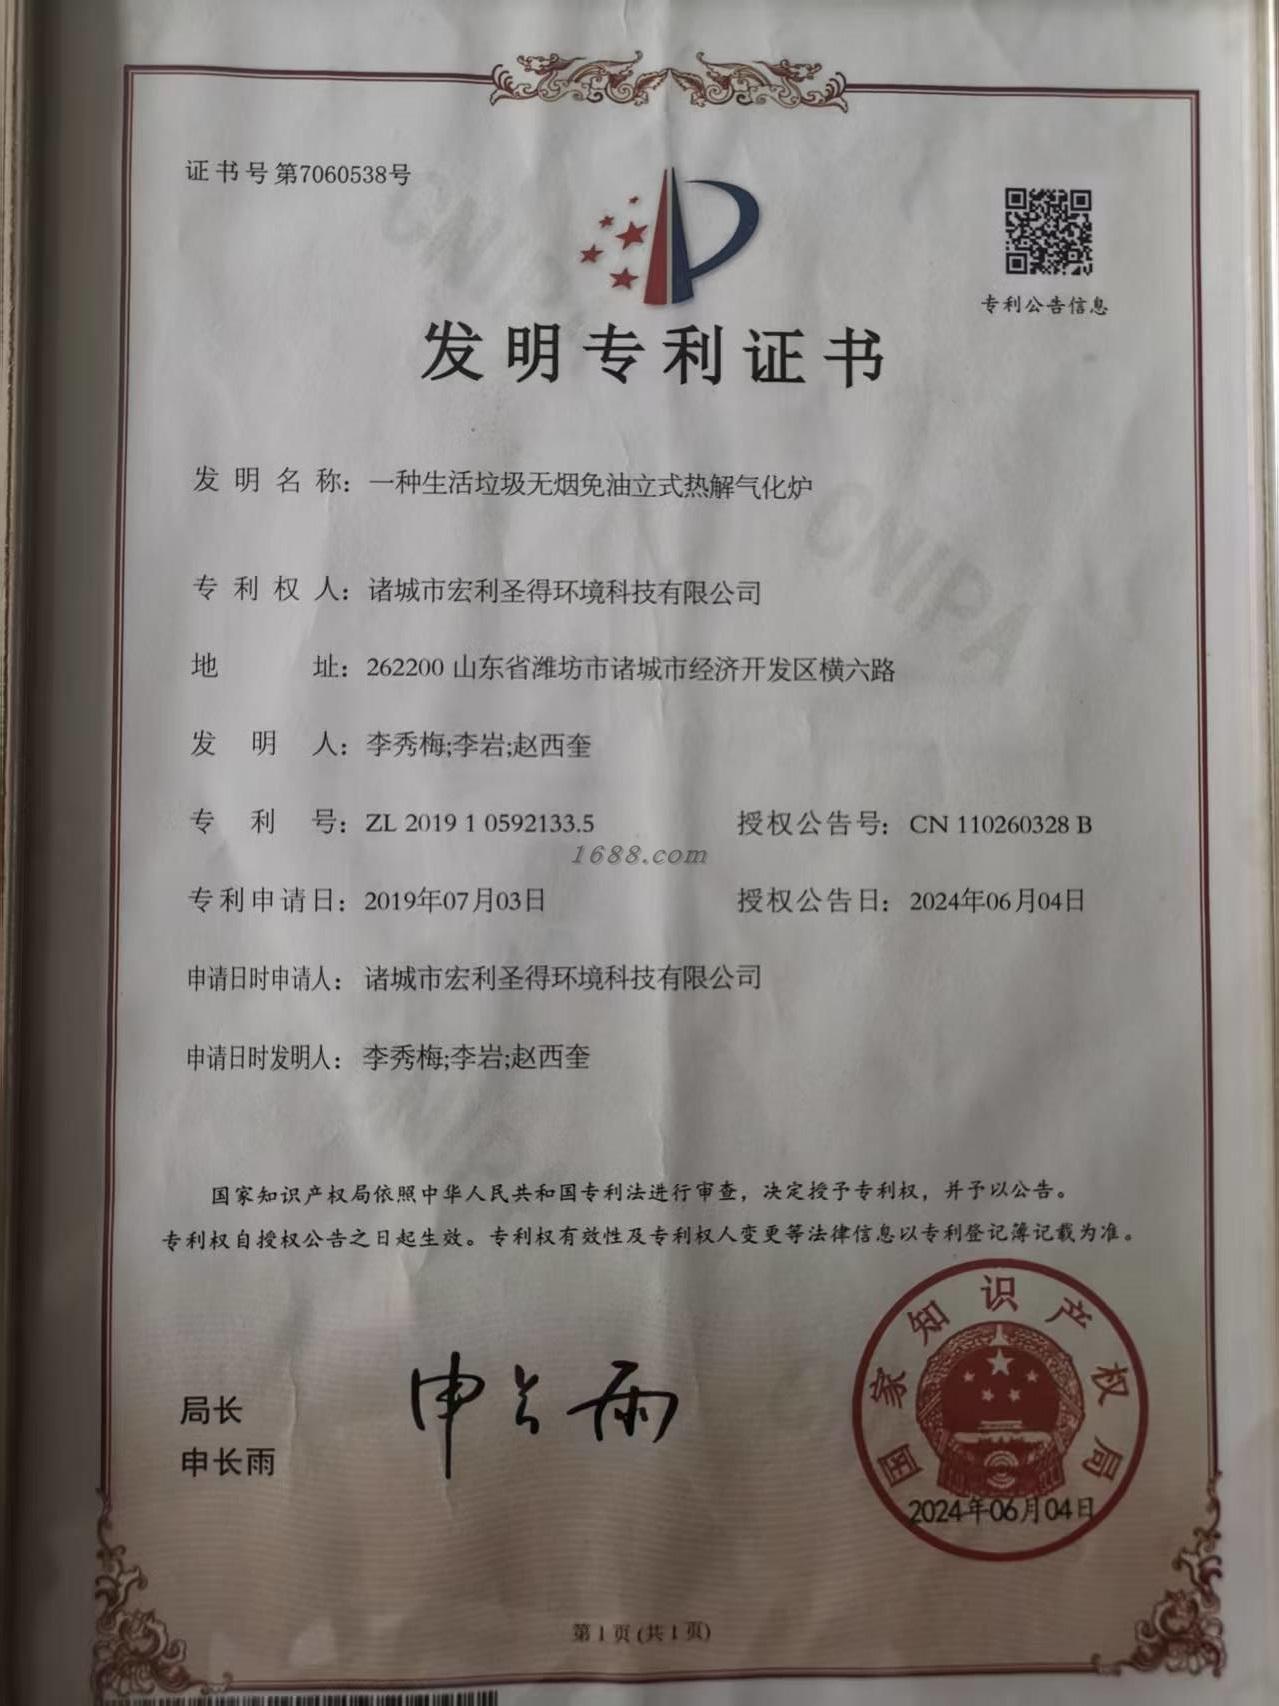 证书号第7060538号
专利公告信息
发明专利证书
发明名称：一种生活垃圾无烟免油立式热解气化炉
专利权人：诸城市宏利圣得环境科技有限公司
地址：262200 山东省潍坊市诸城市经济开发区横六路
发明人：李秀梅;李岩;赵西奎
专利号：ZL 2019 1 0592133.5 授权公告号：CN 110260328 B
1688.com
专利申请日：2019年07月03日 授权公告日：2024年06月04日
申请日时申请人：诸城市宏利圣得环境科技有限公司
申请日时发明人：李秀梅;李岩;赵西奎
国家知识产权局依照中华人民共和国专利法进行审查，决定授予专利权，并予以公告。
专利权自授权公告之日起生效。专利权有效性及专利权人变更等法律信息以专利登记簿记载为准。
局长
申长雨
申长雨
国家知识产权局
2024年06月04日
第1页(共1页)
CNIPA
CNIPA